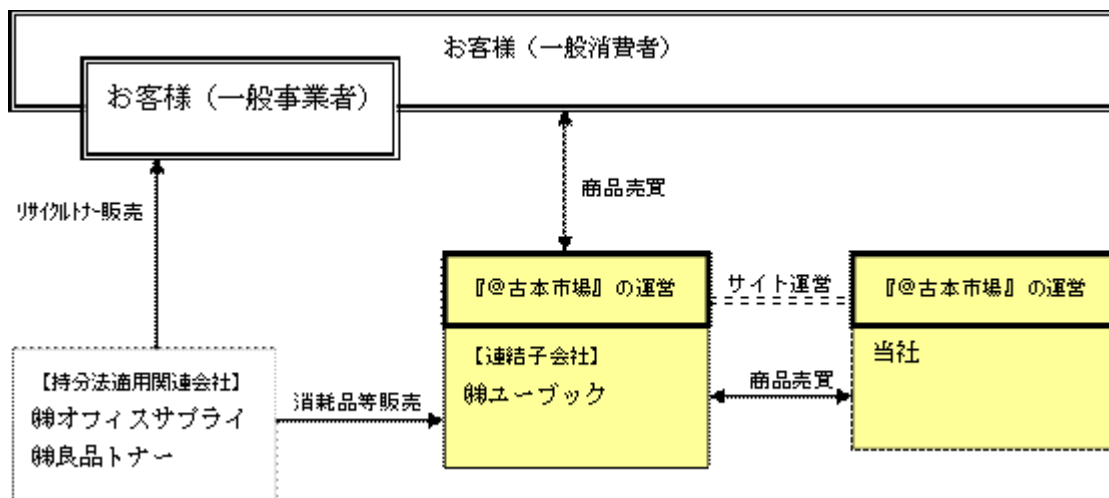 お客様（一般消費者）
お客様（一般事業者）
商品売買
ﾘｻｲｸﾙﾄﾅｰ販売
『@古本市場』の運営
サイト運営
『@古本市場』の運営
【連結子会社】
㈱ユーブック
当社
商品売買
【持分法適用関連会社】
㈱オフィスサプライ
㈱良品トナー
消耗品等販売